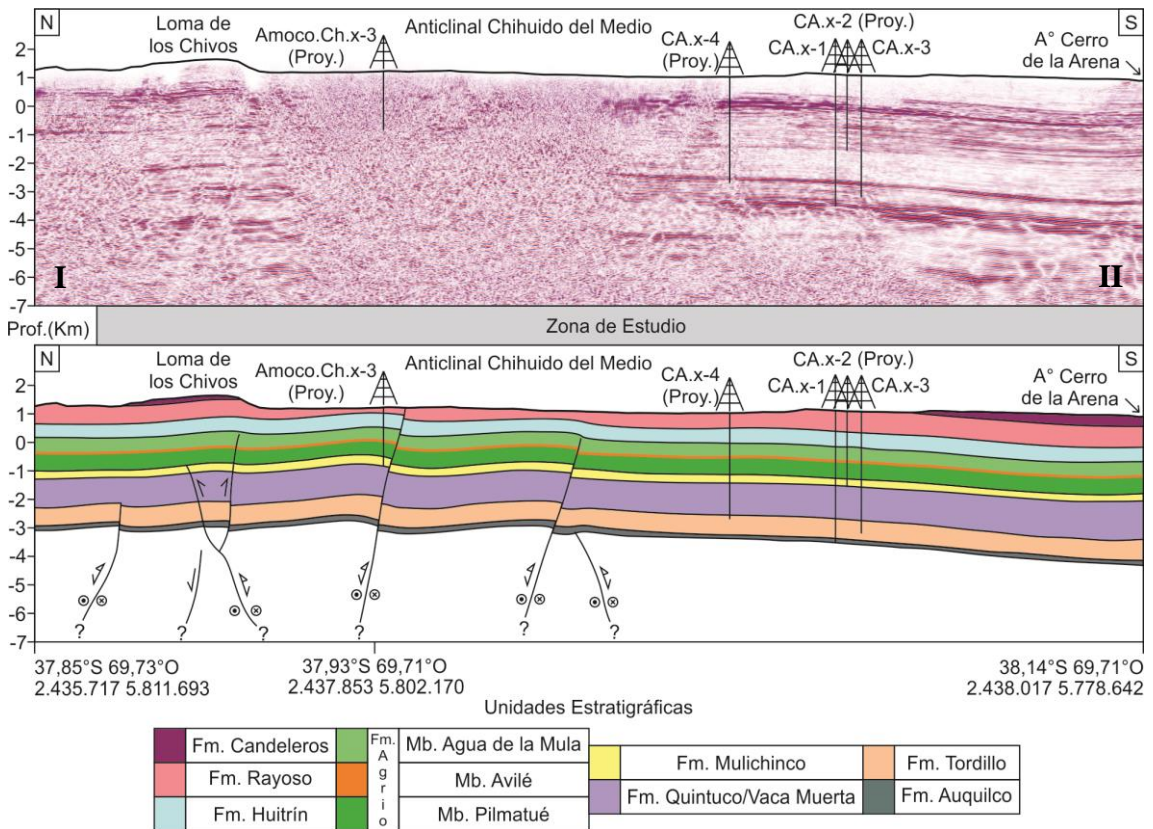 N
Loma de
los Chivos
Amoco.Ch.x-3
(Proy.)
Anticlinal Chihuido del Medio
CA.x-4
(Proy.)
CA.x-2 (Proy.)
CA.x-1
CA.x-3
A° Cerro
de la Arena
S
2
1
0
-1
-2
-3
-4
-5
-6
-7
I
II
Prof.(Km)
Zona de Estudio
N
Loma de
los Chivos
Amoco.Ch.x-3
(Proy.)
Anticlinal Chihuido del Medio
CA.x-4
(Proy.)
CA.x-2 (Proy.)
CA.x-1
CA.x-3
A° Cerro
de la Arena
S
2
1
0
-1
-2
-3
-4
-5
-6
-7
?
?
?
?
?
?
37,85°S 69,73°O
2.435.717 5.811.693
37,93°S 69,71°O
2.437.853 5.802.170
38,14°S 69,71°O
2.438.017 5.778.642
Unidades Estratigráficas
Fm. Candeleros
Fm. Rayoso
Fm. Huitrín
Fm. Agrio
Mb. Agua de la Mula
Mb. Avilé
Mb. Pilmatué
Fm. Mulichinco
Fm. Quintuco/Vaca Muerta
Fm. Tordillo
Fm. Auquilco